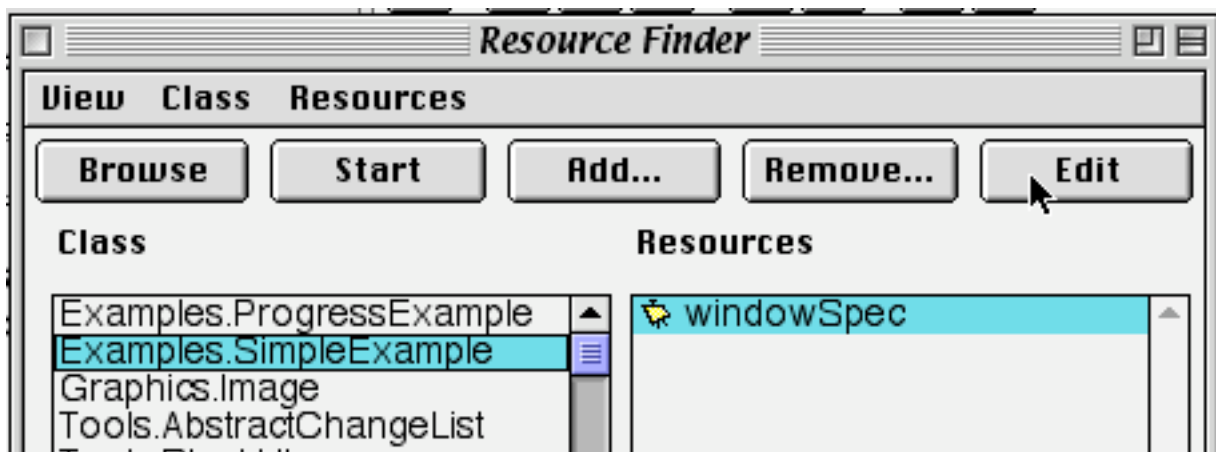 Resource Finder
View Class Resources
Browse Start Add... Remove... Edit
Class Resources
Examples.ProgressExample windowSpec
Examples.SimpleExample
Graphics.Image
Tools.AbstractChangeList